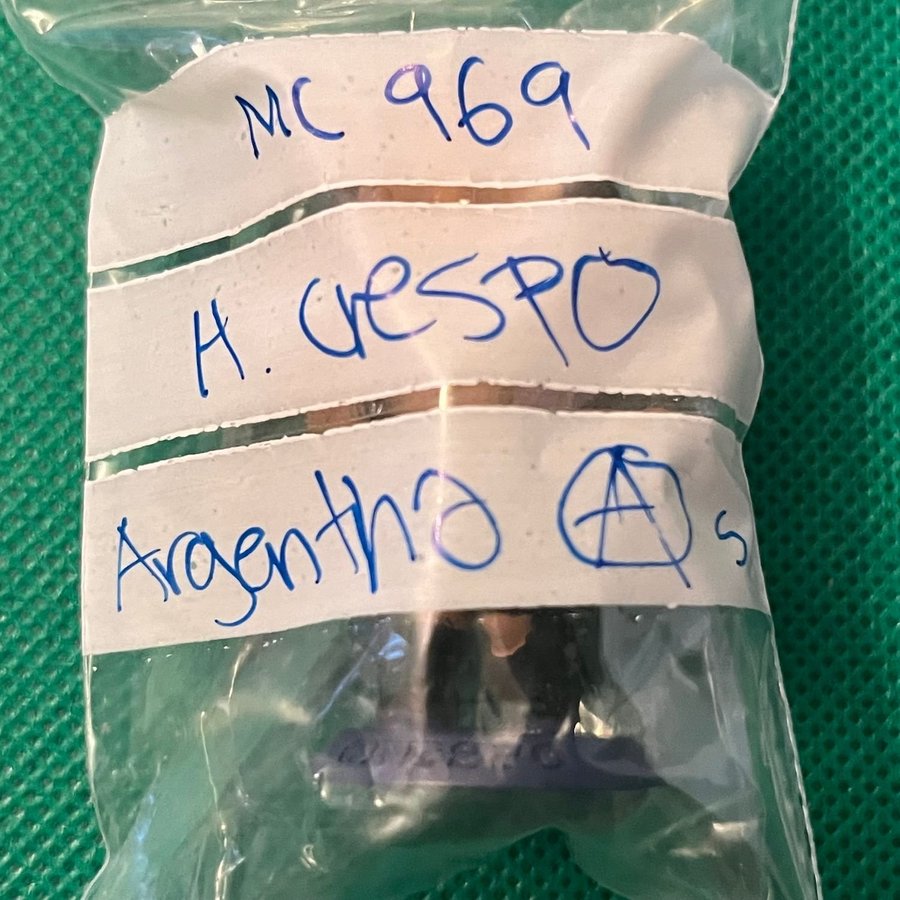 MC 969
H. Crespo
Argentina Ⓐ s